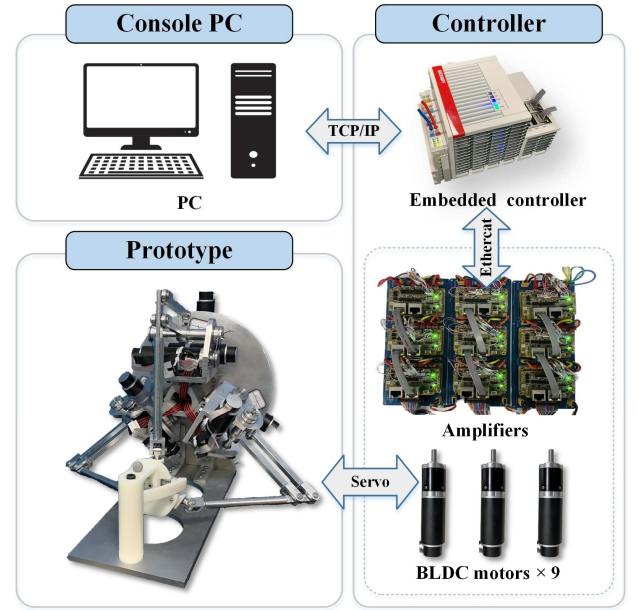 Console PC
Controller
TCP/IP
PC
Embedded controller
Ethercat
Prototype
Amplifiers
Servo
BLDC motors × 9